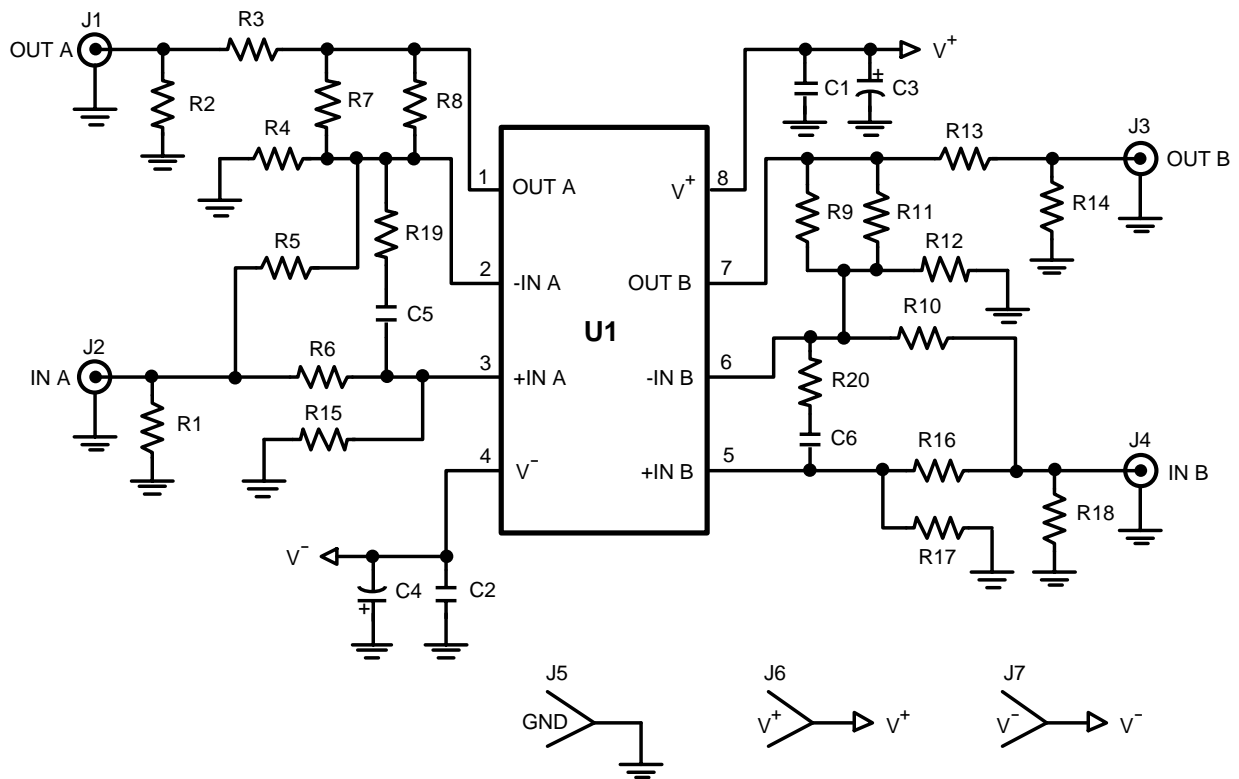 J1
OUT A
R3
R2
R7
R8
R4
R19
R5
C5
J2
IN A
R6
R1
R15
V⁻
C4
+
C2
1
2
3
4
OUT A
-IN A
+IN A
V⁻
U1
V⁺
OUT B
-IN B
+IN B
8
7
6
5
V⁺
C1
+
C3
R13
J3
OUT B
R14
R9
R11
R12
R10
R20
C6
R16
J4
IN B
R18
R17
J5
GND
J6
V⁺
V⁺
J7
V⁻
V⁻